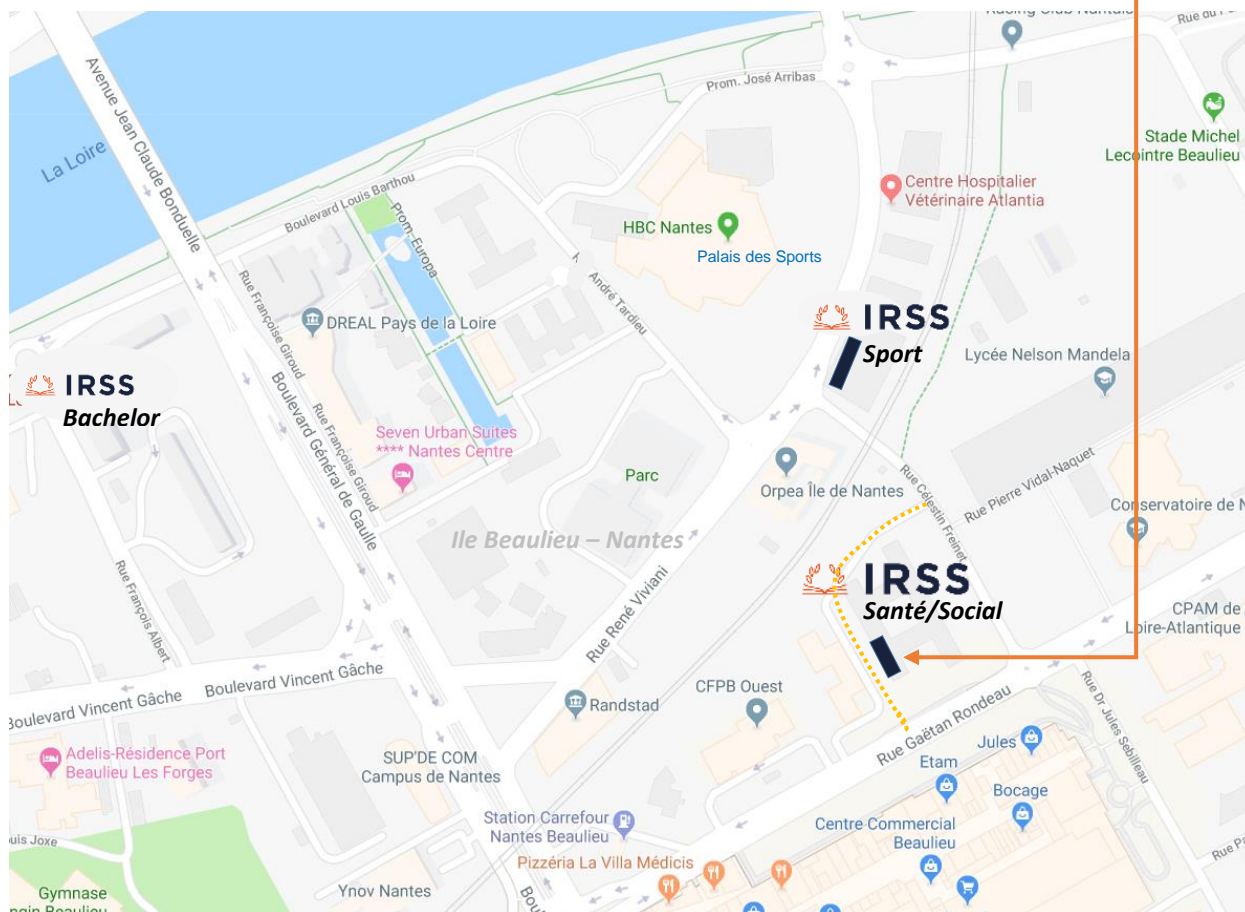 Racing Club Nantais
Avenue Jean Claude Bonduelle
Prom. José Arribas
La Loire
Stade Michel
Lecointre Beaulieu
Boulevard Louis Barthou
Centre Hospitalier
Vétérinaire Atlantia
Prom. Europa
HBC Nantes
Palais des Sports
Rue Françoise Giroud
André Tardieu
DREAL Pays de la Loire
IRSS
Sport
Lycée Nelson Mandela
IRSS
Bachelor
Boulevard Général de Gaulle
Rue Françoise Giroud
Seven Urban Suites
**** Nantes Centre
Parc
Orpea Île de Nantes
Rue Célestin Freinet
Rue Pierre Vidal-Naquet
Conservatoire de N
Ile Beaulieu – Nantes
Rue François Albert
IRSS
Santé/Social
Rue René Viviani
CPAM de
Loire-Atlantique
Boulevard Vincent Gâche
Boulevard Vincent Gâche
CFPB Ouest
Randstad
Rue Gaëtan Rondeau
Rue Dr Jules Sebilleau
Adelis-Résidence Port
Beaulieu Les Forges
SUP'DE COM
Campus de Nantes
Jules
Etam
Bocage
Station Carrefour
Nantes Beaulieu
Centre Commercial
Beaulieu
Pizzéria La Villa Médicis
Ynov Nantes
Gymnase